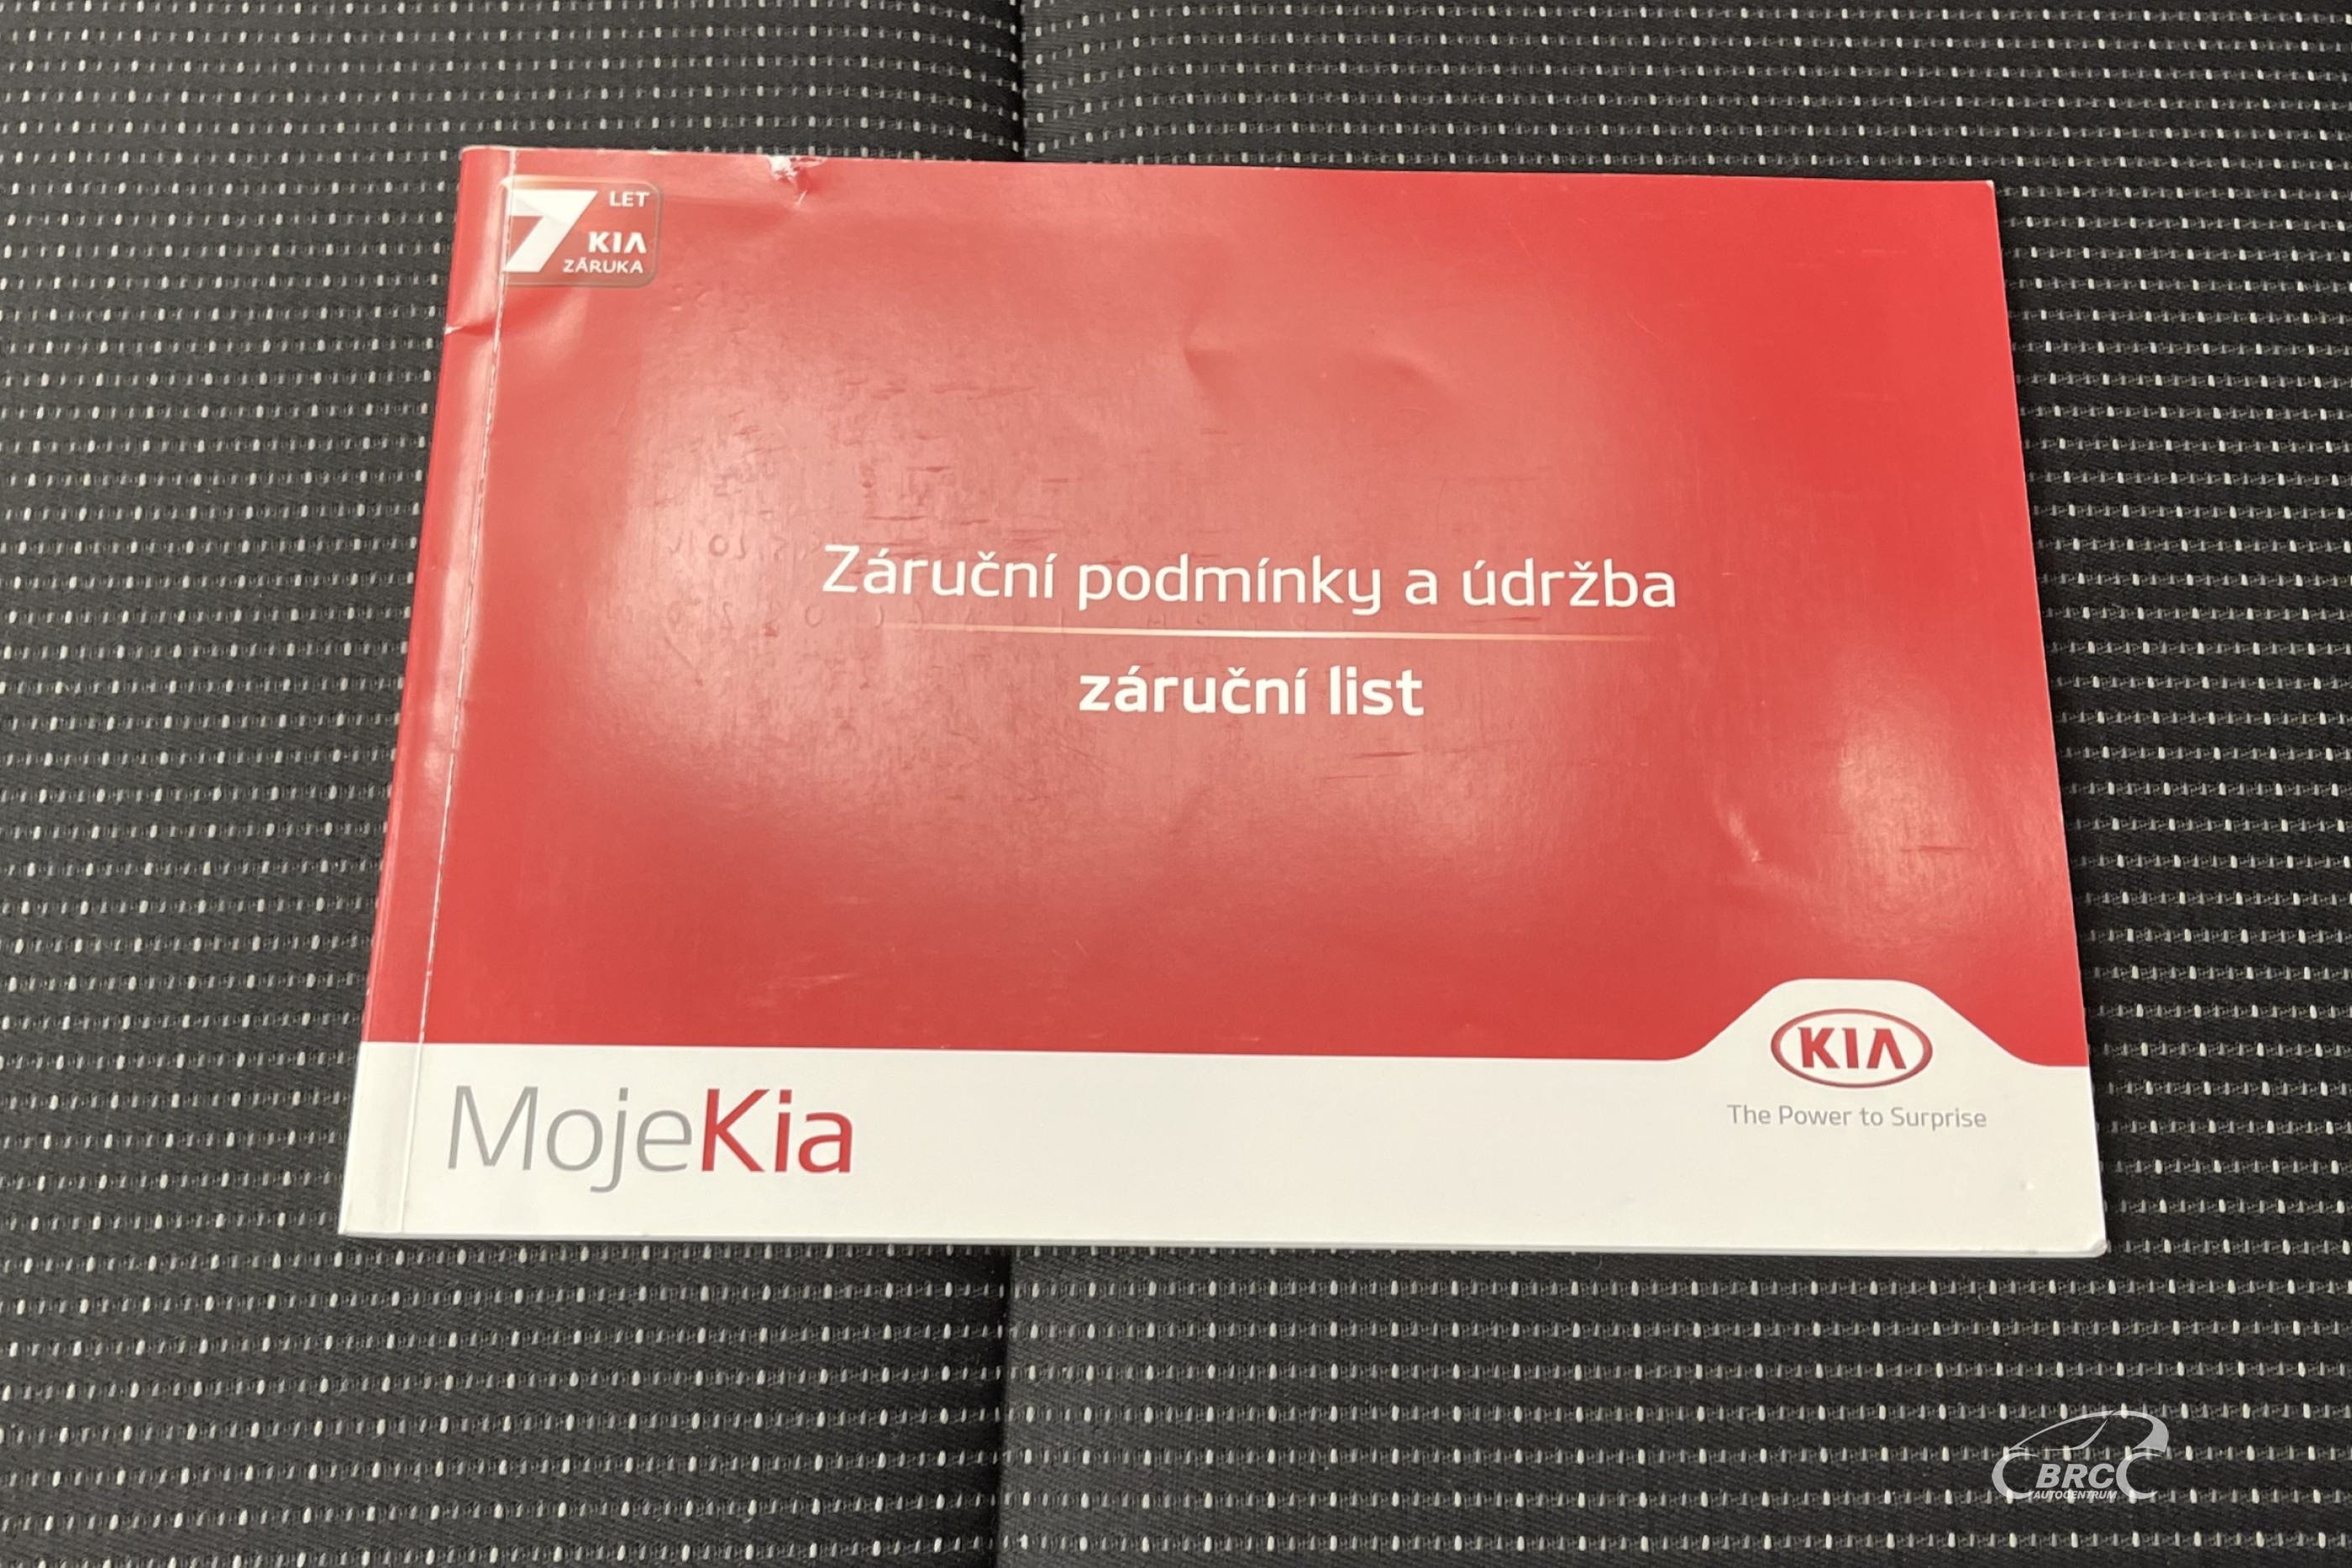 7 LET
KIA
ZÁRUKA
Záruční podmínky a údržba
záruční list
MojeKia
KIA
The Power to Surprise
BRC
AUTOCENTRUM